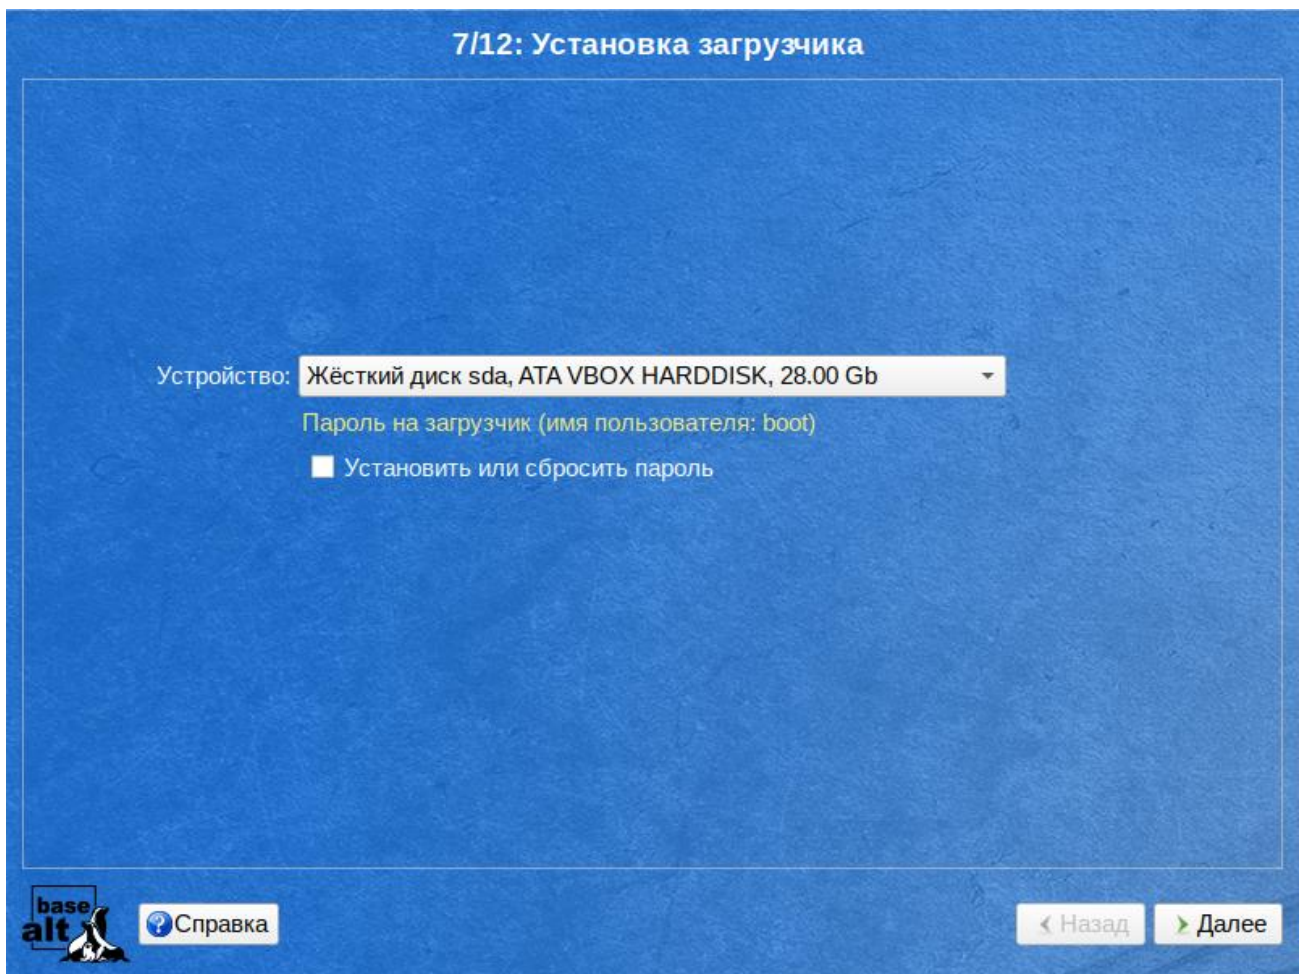 7/12: Установка загрузчика
Устройство: Жёсткий диск sda, ATA VBOX HARDDISK, 28.00 Gb
Пароль на загрузчик (имя пользователя: boot)
Установить или сбросить пароль
base
alt
Справка
Назад
Далее